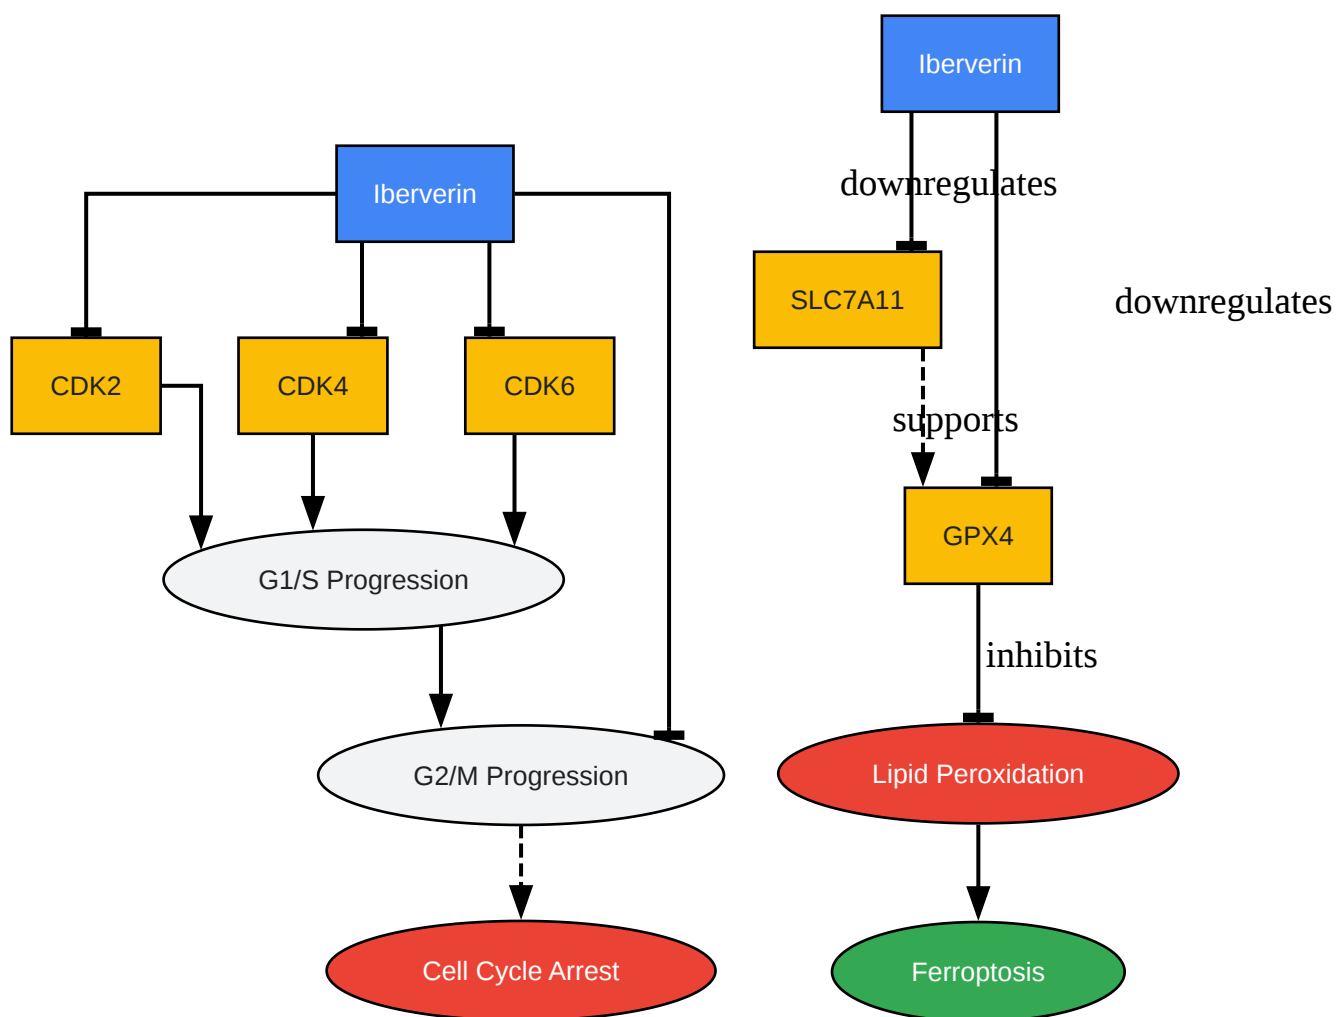 Iberverin
CDK2
CDK4
CDK6
G1/S Progression
G2/M Progression
Cell Cycle Arrest
Iberverin
downregulates
SLC7A11
downregulates
supports
GPX4
inhibits
Lipid Peroxidation
Ferroptosis